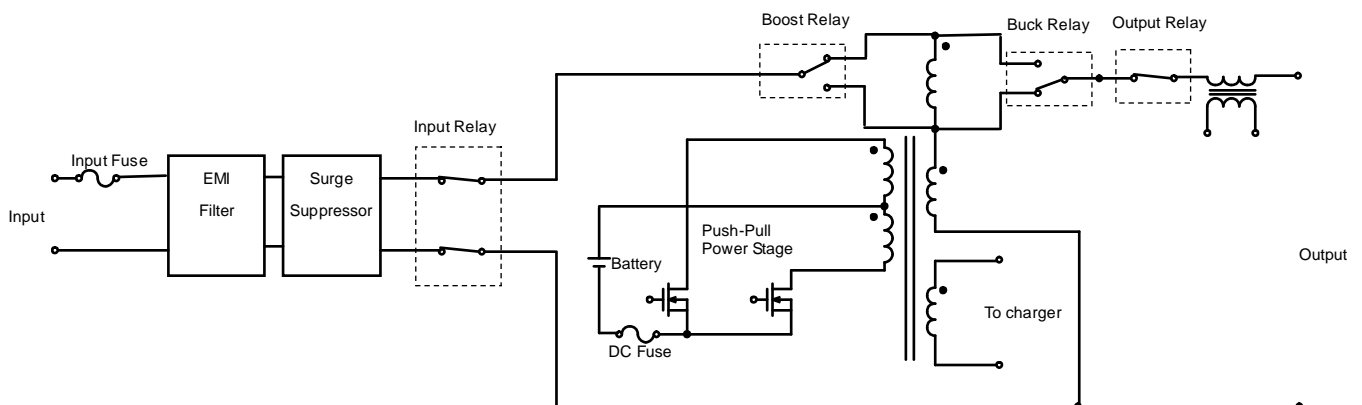 Boost Relay
Buck Relay
Output Relay
Input Relay
Input Fuse
EMI
Filter
Surge
Suppressor
Input
Push-Pull
Power Stage
Battery
Output
To charger
DC Fuse